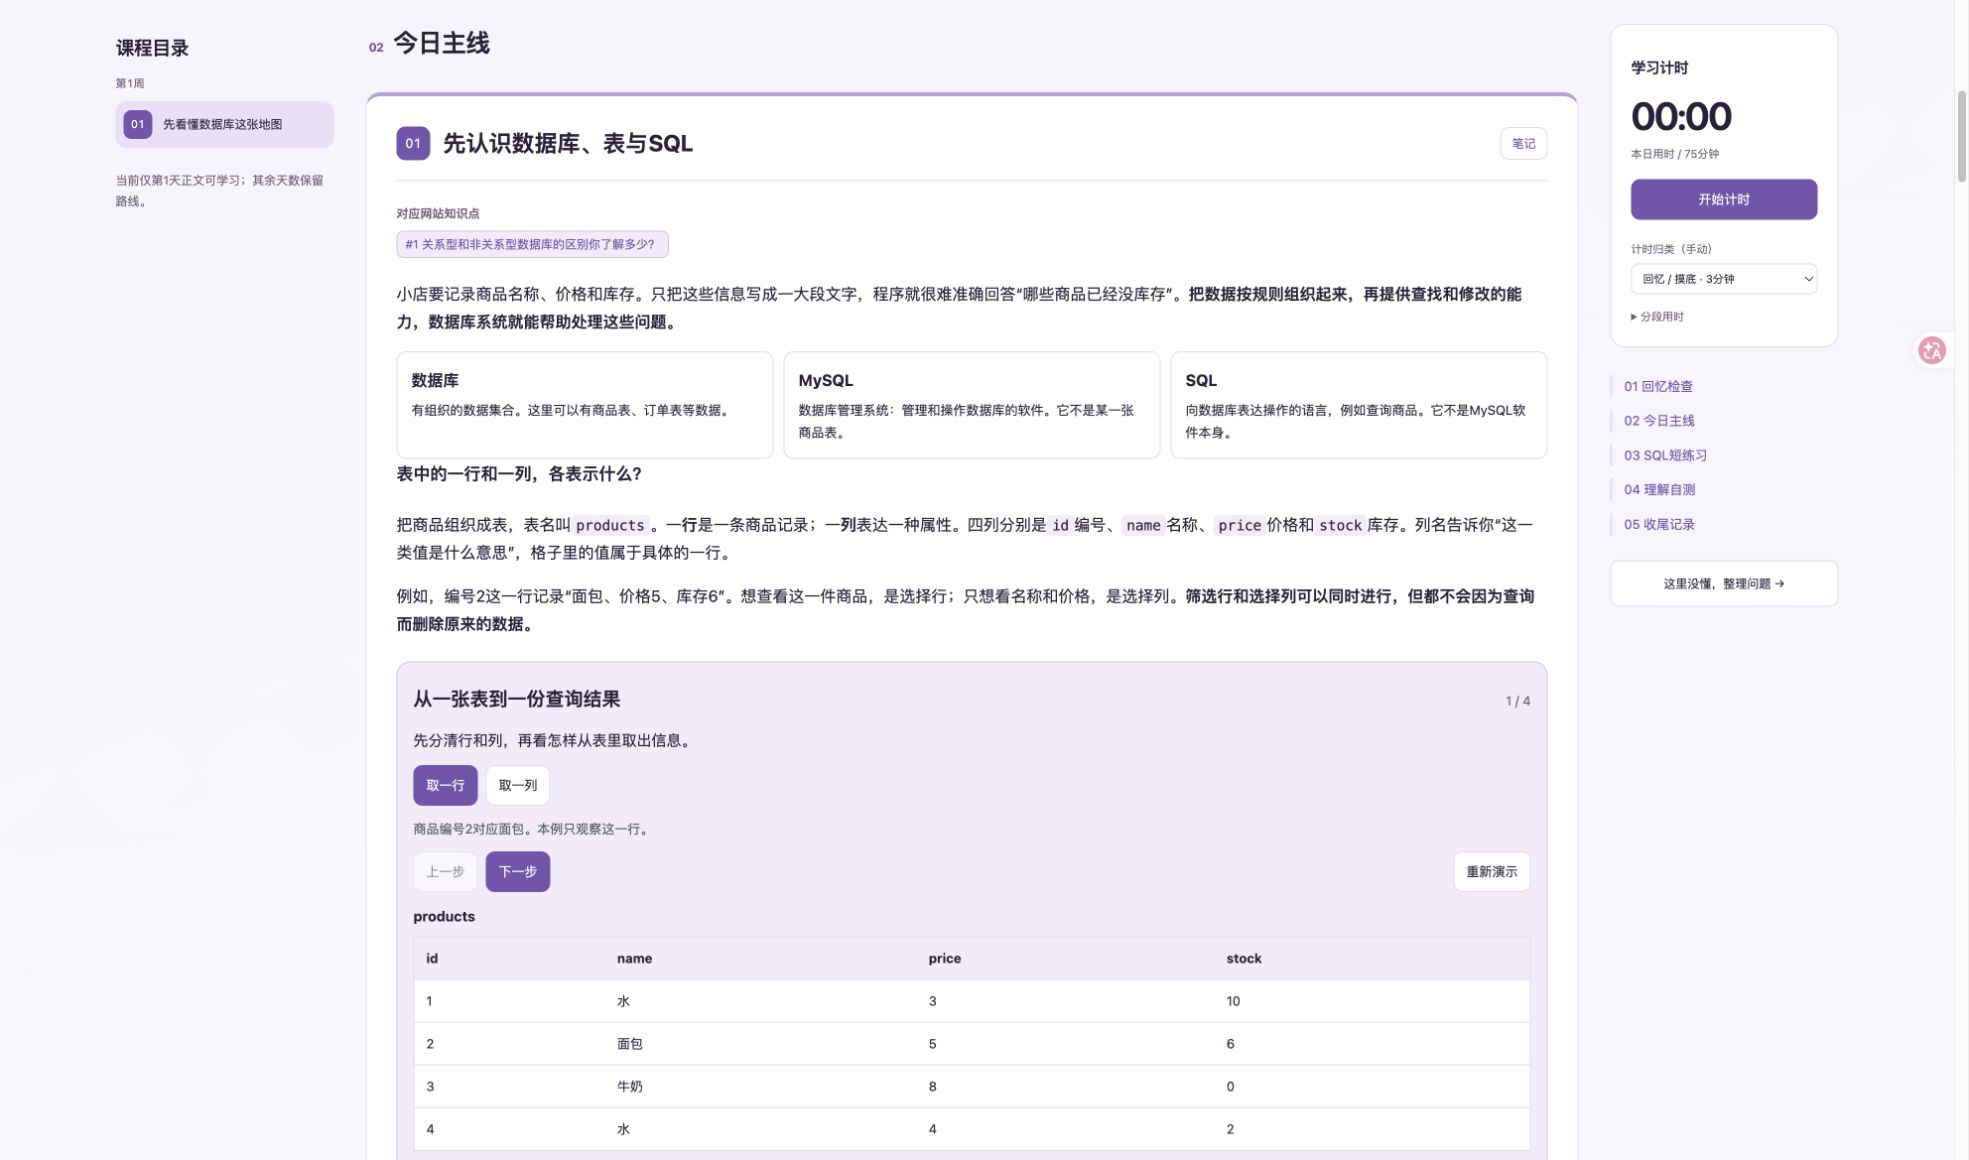 课程目录
第1周
01 先看懂数据库这张地图
当前仅第1天正文可学习；其余天数保留
路线。
02 今日主线
01 先认识数据库、表与SQL
笔记
对应网站知识点
#1 关系型和非关系型数据库的区别你了解多少？
小店要记录商品名称、价格和库存。只把这些信息写成一大段文字，程序就很难准确回答“哪些商品已经没库存”。把数据按规则组织起来，再提供查找和修改的能
力，数据库系统就能帮助处理这些问题。
数据库
有组织的数据集合。这里可以有商品表、订单表等数据。
MySQL
数据库管理系统：管理和操作数据库的软件。它不是某一张
商品表。
SQL
向数据库表达操作的语言，例如查询商品。它不是MySQL软
件本身。
表中的一行和一列，各表示什么？
把商品组织成表，表名叫 products 。一行是一条商品记录；一列表达一种属性。四列分别是 id 编号、 name 名称、 price 价格和 stock 库存。列名告诉你“这一
类值是什么意思”，格子里的值属于具体的一行。
例如，编号2这一行记录“面包、价格5、库存6”。想查看这一件商品，是选择行；只想看名称和价格，是选择列。筛选行和选择列可以同时进行，但都不会因为查询
而删除原来的数据。
从一张表到一份查询结果
1 / 4
先分清行和列，再看怎样从表里取出信息。
取一行 取一列
商品编号2对应面包。本例只观察这一行。
上一步 下一步 重新演示
products
id name price stock
1 水 3 10
2 面包 5 6
3 牛奶 8 0
4 水 4 2
学习计时
00:00
本日用时 / 75分钟
开始计时
计时归类（手动）
回忆 / 摸底 · 3分钟
▶ 分段用时
01 回忆检查
02 今日主线
03 SQL短练习
04 理解自测
05 收尾记录
这里没懂，整理问题 →